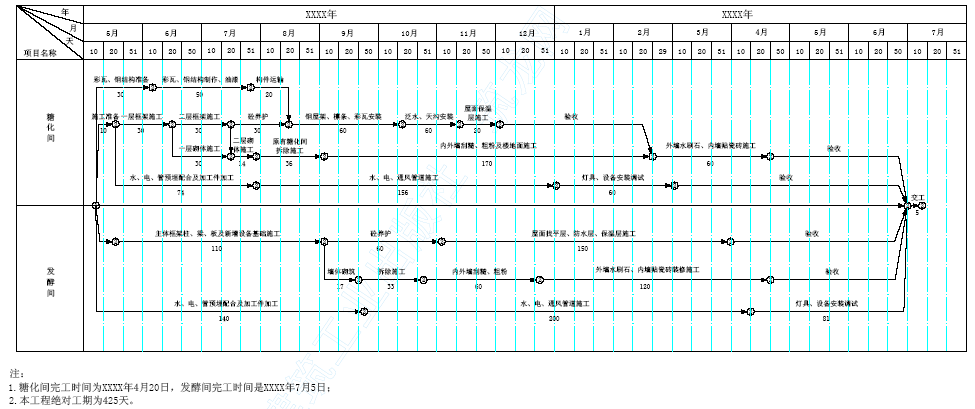 年 XXXX年 XXXX年
月
天
项目名称
5月 6月 7月 8月 9月 10月 11月 12月 1月 2月 3月 4月 5月 6月 7月
10 20 31 10 20 30 10 20 31 10 20 31 10 20 30 10 20 31 10 20 30 10 20 31 10 20 31 10 20 29 10 20 31 10 20 30 10 20 31 10 20 30 10 20 31
糖化间
彩瓦、钢结构准备 彩瓦、钢结构制作、油漆 构件运输
30 50 20
施工准备 一层框架施工 二层框架施工 砼养护 钢屋架、檩条、彩瓦安装 泛水、天沟安装 屋面保温层施工 验收
10 30 30 30 60 30 20
一层砌体施工 二层砌体施工 原有糖化间拆除施工 内外墙刮糙、粗粉及楼地面施工 外墙水刷石、内墙贴瓷砖施工 验收
30 14 36 170 60
水、电、管预埋配合及加工件加工 水、电、通风管道施工 灯具、设备安装调试 验收
74 156 60
交工
5
发酵间
主体框架柱、梁、板及新增设备基础施工 砼养护 屋面找平层、防水层、保温层施工 验收
110 60 150
墙体砌筑 拆除施工 内外墙刮糙、粗粉 外墙水刷石、内墙贴瓷砖装修施工 验收
17 33 60 120
水、电、管预埋配合及加工件加工 水、电、通风管道施工 灯具、设备安装调试
140 200 81
注:
1.糖化间完工时间为XXXX年4月20日，发酵间完工时间是XXXX年7月5日；
2.本工程绝对工期为425天。